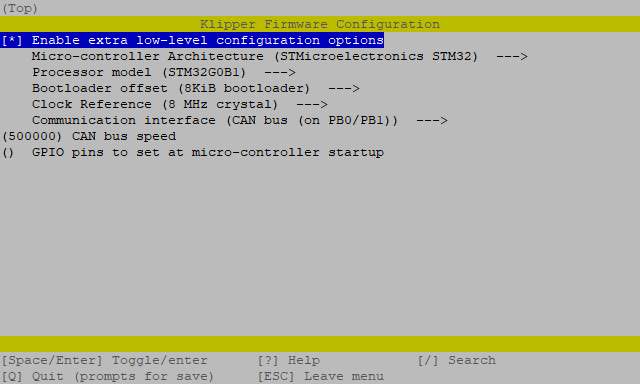 (Top)
Klipper Firmware Configuration
[*] Enable extra low-level configuration options
Micro-controller Architecture (STMicroelectronics STM32)  --->
Processor model (STM32G0B1)  --->
Bootloader offset (8KiB bootloader)  --->
Clock Reference (8 MHz crystal)  --->
Communication interface (CAN bus (on PB0/PB1))  --->
(500000) CAN bus speed
()  GPIO pins to set at micro-controller startup
[Space/Enter] Toggle/enter      [?] Help            [/] Search
[Q] Quit (prompts for save)     [ESC] Leave menu